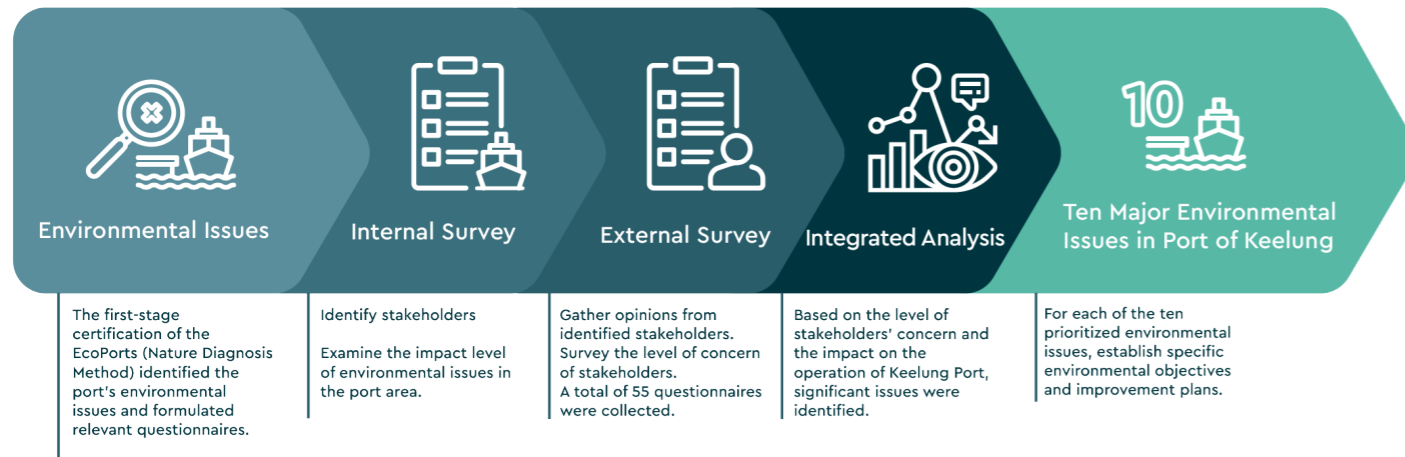 Environmental Issues
Internal Survey
External Survey
Integrated Analysis
10
Ten Major Environmental
Issues in Port of Keelung
The first-stage
certification of the
EcoPorts (Nature Diagnosis
Method) identified the
port's environmental
issues and formulated
relevant questionnaires.
Identify stakeholders
Examine the impact level
of environmental issues in
the port area.
Gather opinions from
identified stakeholders.
Survey the level of concern
of stakeholders.
A total of 55 questionnaires
were collected.
Based on the level of
stakeholders' concern and
the impact on the
operation of Keelung Port,
significant issues were
identified.
For each of the ten
prioritized environmental
issues, establish specific
environmental objectives
and improvement plans.